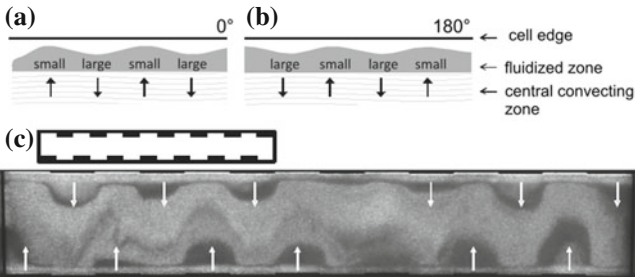 (a) 0° (b) 180° cell edge
small large small large large small large small fluidized zone
central convecting
zone
(c)